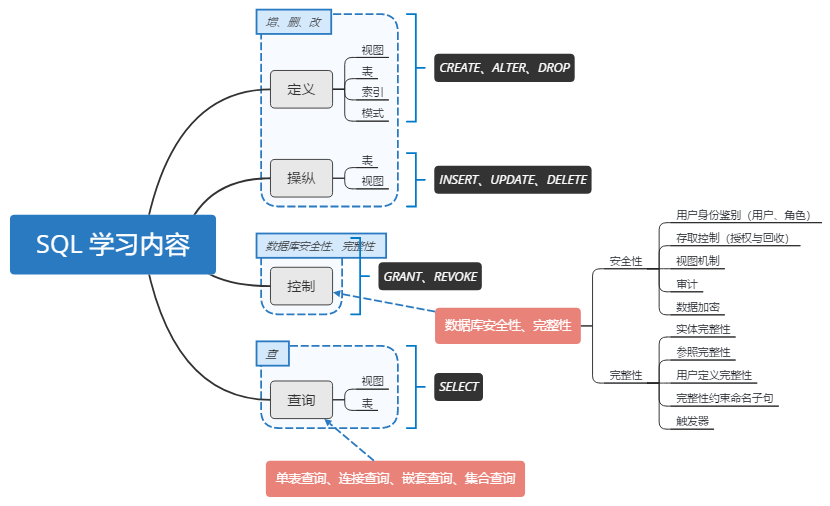 SQL 学习内容
增、删、改
定义
视图
表
索引
模式
CREATE、ALTER、DROP
操纵
表
视图
INSERT、UPDATE、DELETE
数据库安全性、完整性
控制
GRANT、REVOKE
数据库安全性、完整性
安全性
用户身份鉴别（用户、角色）
存取控制（授权与回收）
视图机制
审计
数据加密
完整性
实体完整性
参照完整性
用户定义完整性
完整性约束命名子句
触发器
查
查询
视图
表
SELECT
单表查询、连接查询、嵌套查询、集合查询